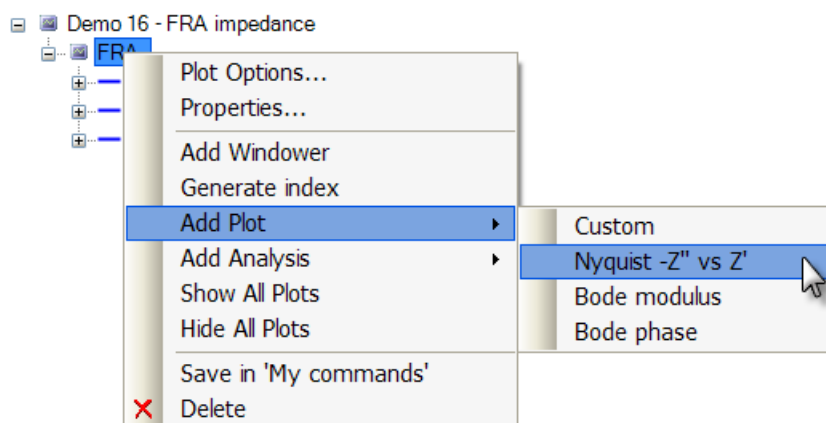 Demo 16 - FRA impedance
FRA
Plot Options...
Properties...
Add Windower
Generate index
Add Plot
Add Analysis
Show All Plots
Hide All Plots
Save in 'My commands'
Delete
Custom
Nyquist -Z" vs Z'
Bode modulus
Bode phase